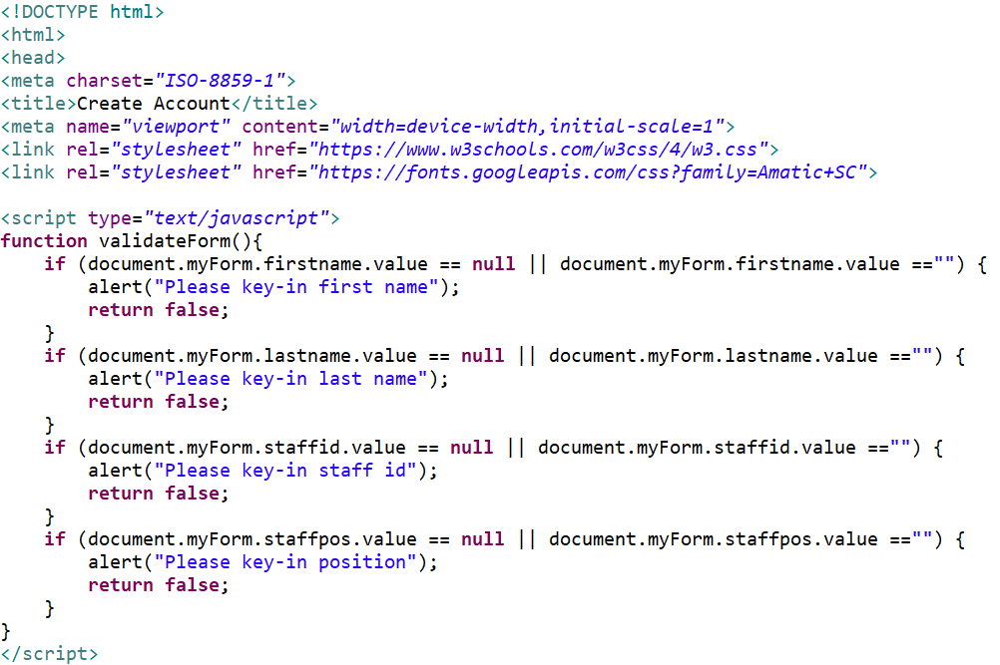 <!DOCTYPE html>
<html>
<head>
<meta charset="ISO-8859-1">
<title>Create Account</title>
<meta name="viewport" content="width=device-width,initial-scale=1">
<link rel="stylesheet" href="https://www.w3schools.com/w3css/4/w3.css">
<link rel="stylesheet" href="https://fonts.googleapis.com/css?family=Amatic+SC">

<script type="text/javascript">
function validateForm(){
    if (document.myForm.firstname.value == null || document.myForm.firstname.value =="") {
        alert("Please key-in first name");
        return false;
    }
    if (document.myForm.lastname.value == null || document.myForm.lastname.value =="") {
        alert("Please key-in last name");
        return false;
    }
    if (document.myForm.staffid.value == null || document.myForm.staffid.value =="") {
        alert("Please key-in staff id");
        return false;
    }
    if (document.myForm.staffpos.value == null || document.myForm.staffpos.value =="") {
        alert("Please key-in position");
        return false;
    }
}
</script>